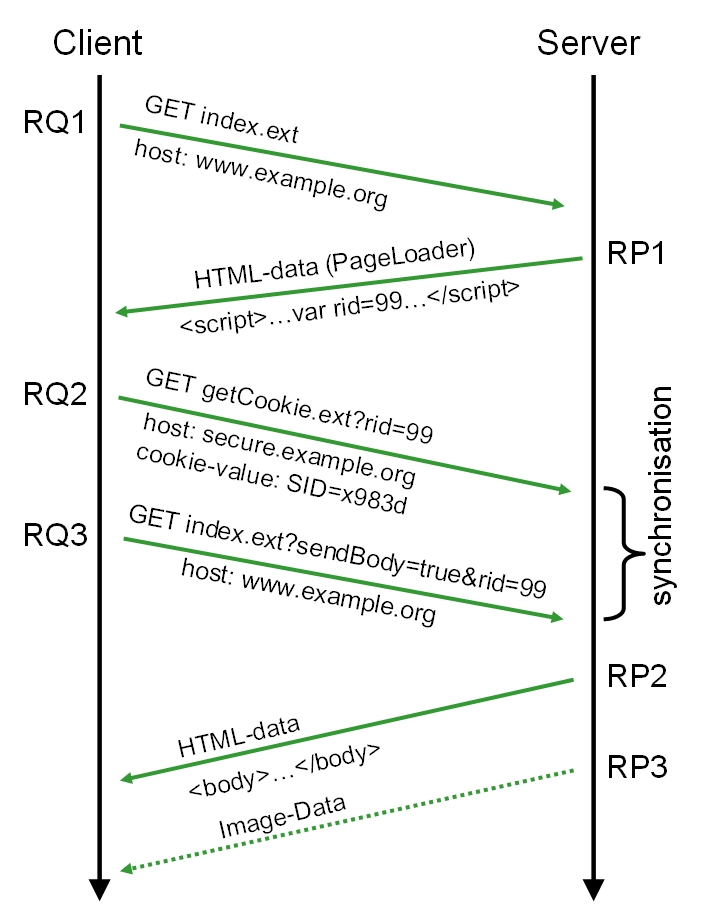 Client
Server
RQ1
GET index.ext
host: www.example.org
RP1
HTML-data (PageLoader)
<script>…var rid=99…</script>
RQ2
GET getCookie.ext?rid=99
host: secure.example.org
cookie-value: SID=x983d
synchronisation
RQ3
GET index.ext?sendBody=true&rid=99
host: www.example.org
RP2
HTML-data
<body>…</body>
RP3
Image-Data